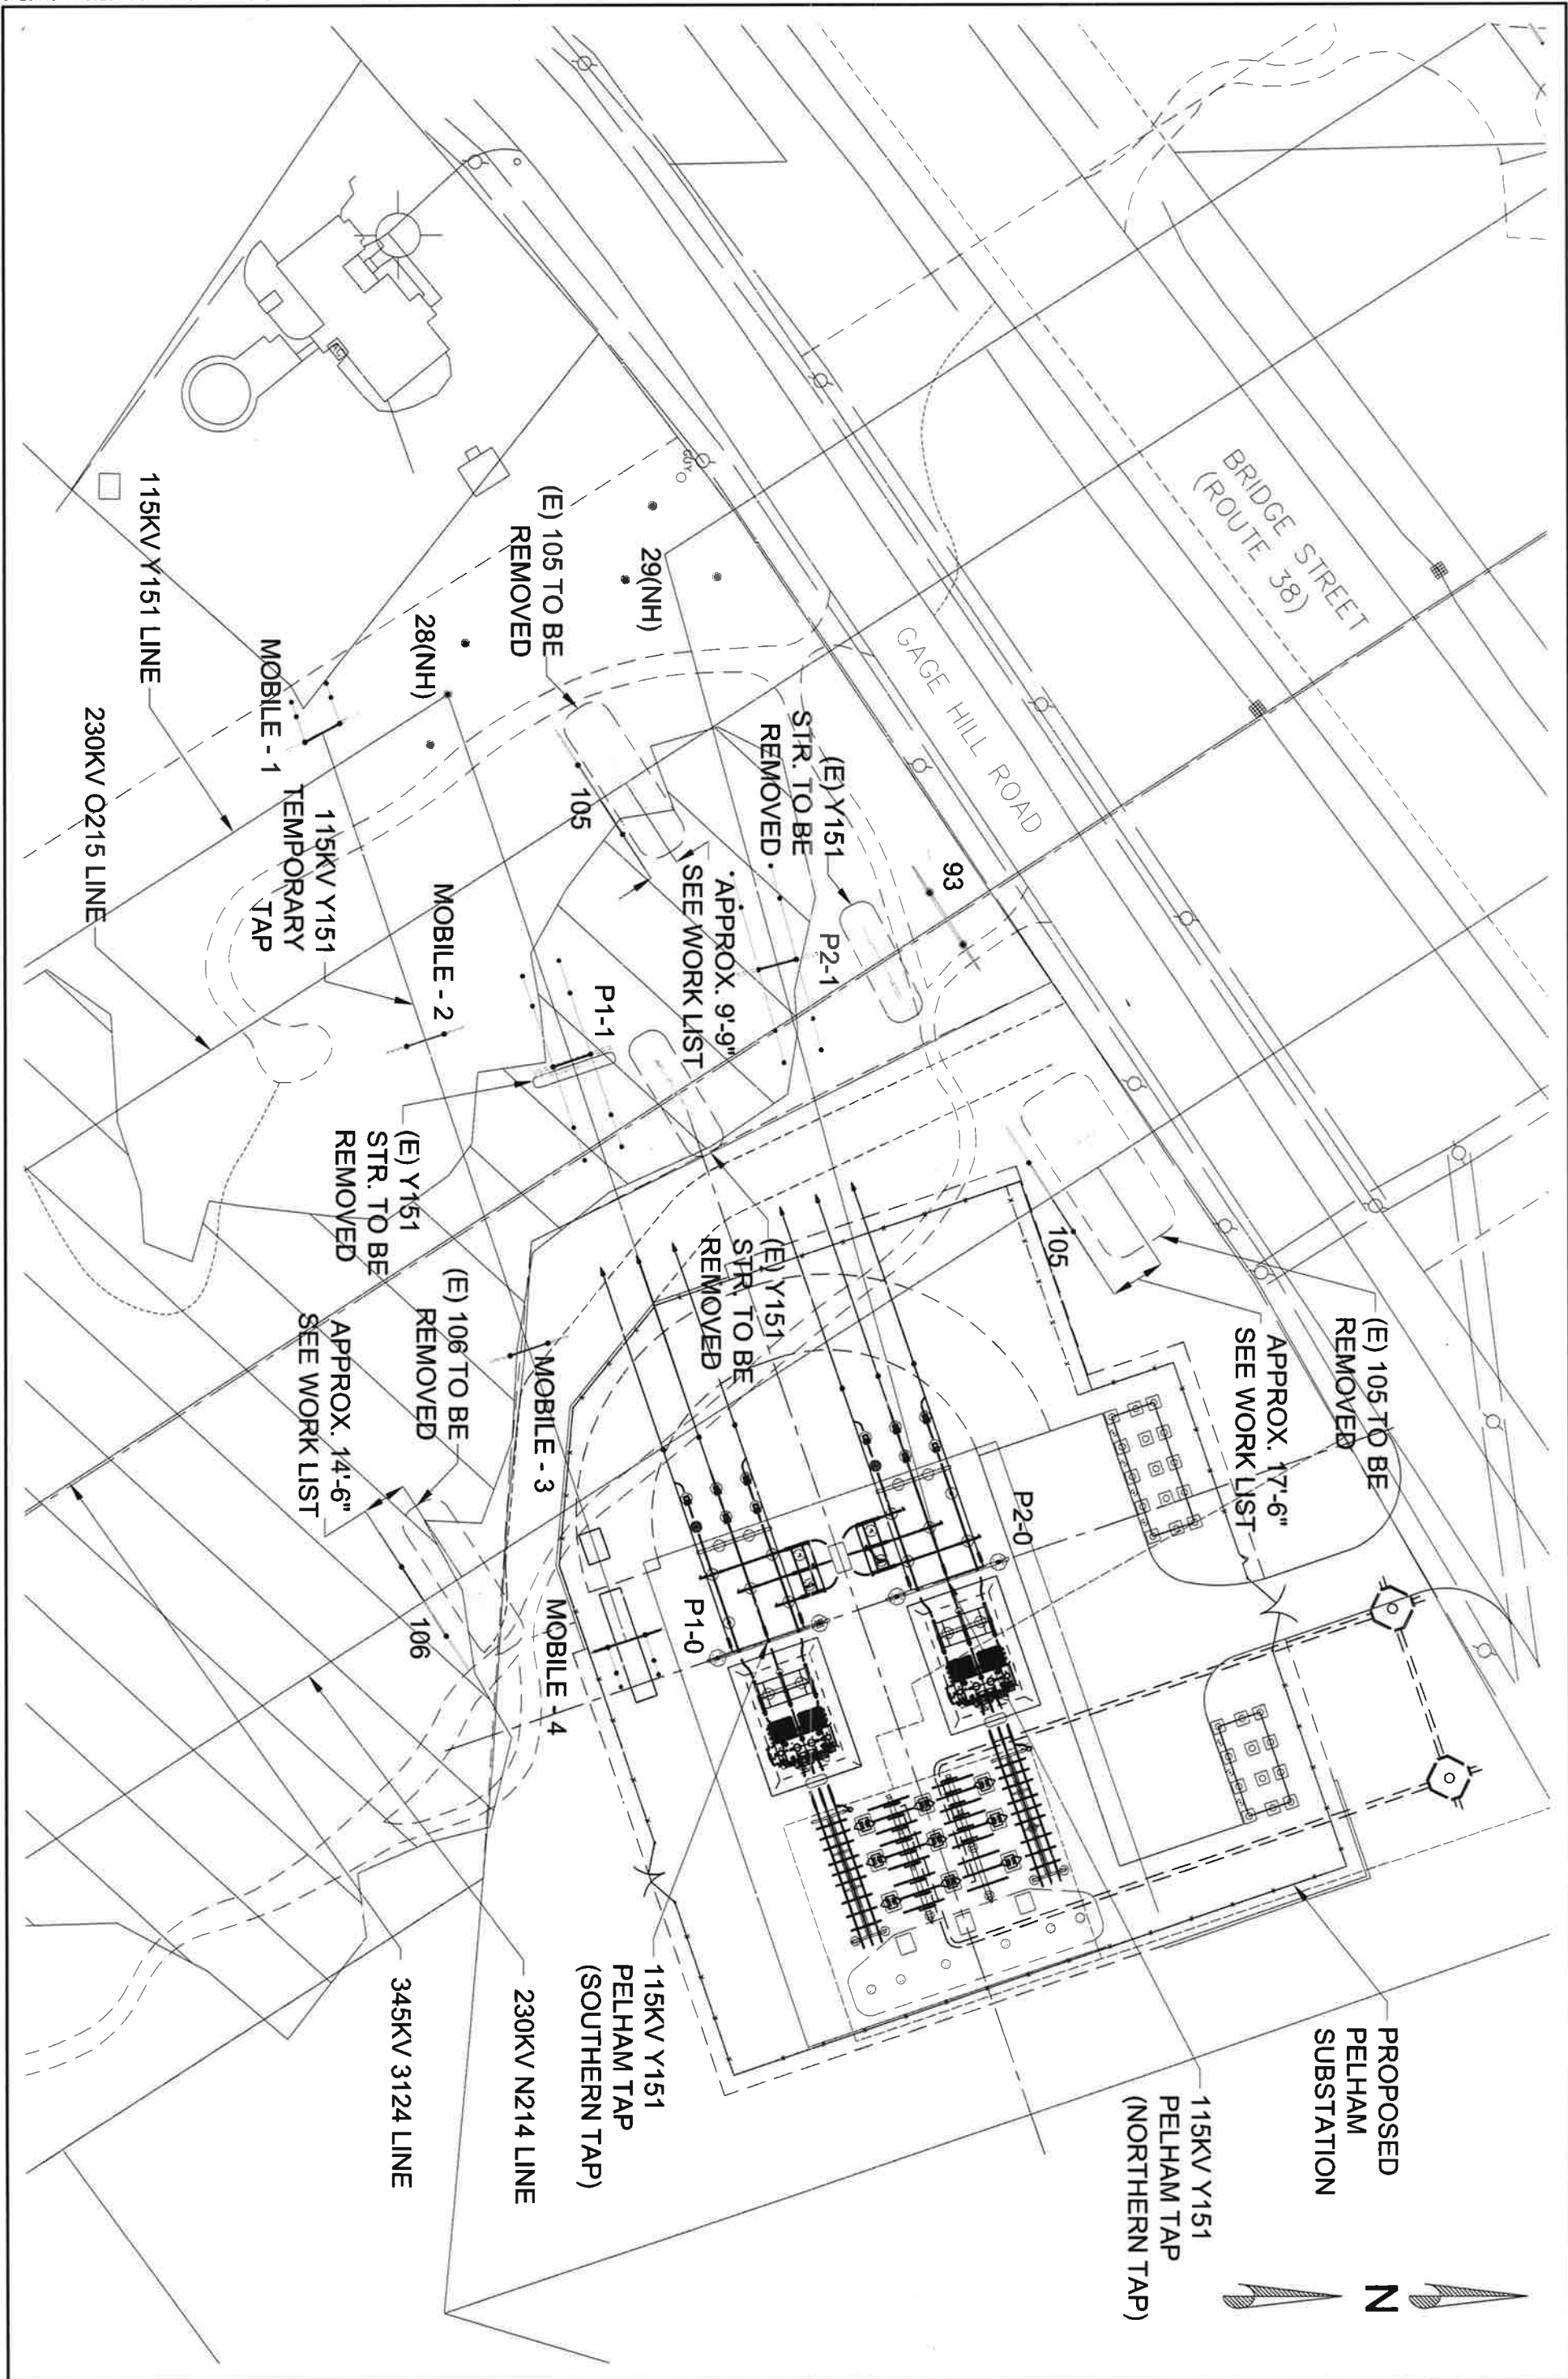 BRIDGE STREET
(ROUTE 38)
GAGE HILL ROAD
GUY
AC
29(NH)
28(NH)
(E) 105 TO BE
REMOVED
105
(E) Y151
STR. TO BE
REMOVED
93
P2-1
APPROX. 9'-9"
SEE WORK LIST
115KV Y151 LINE
MOBILE - 1
230KV O215 LINE
115KV Y151
TEMPORARY
TAP
MOBILE - 2
P1-1
(E) Y151
STR. TO BE
REMOVED
(E) Y151
STR. TO BE
REMOVED
105
(E) 105 TO BE
REMOVED
APPROX. 17'-6"
SEE WORK LIST
(E) 106 TO BE
REMOVED
APPROX. 14'-6"
SEE WORK LIST
MOBILE - 3
106
MOBILE - 4
P1-0
P2-0
PROPOSED
PELHAM
SUBSTATION
115KV Y151
PELHAM TAP
(NORTHERN TAP)
115KV Y151
PELHAM TAP
(SOUTHERN TAP)
230KV N214 LINE
345KV 3124 LINE
N